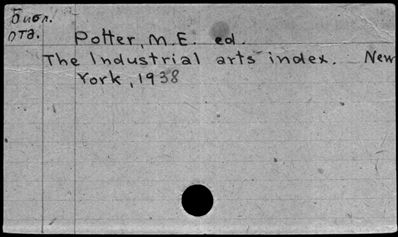 Библ.
отд.
Potter, M.E. ed.
The Industrial arts index. New
York, 1938